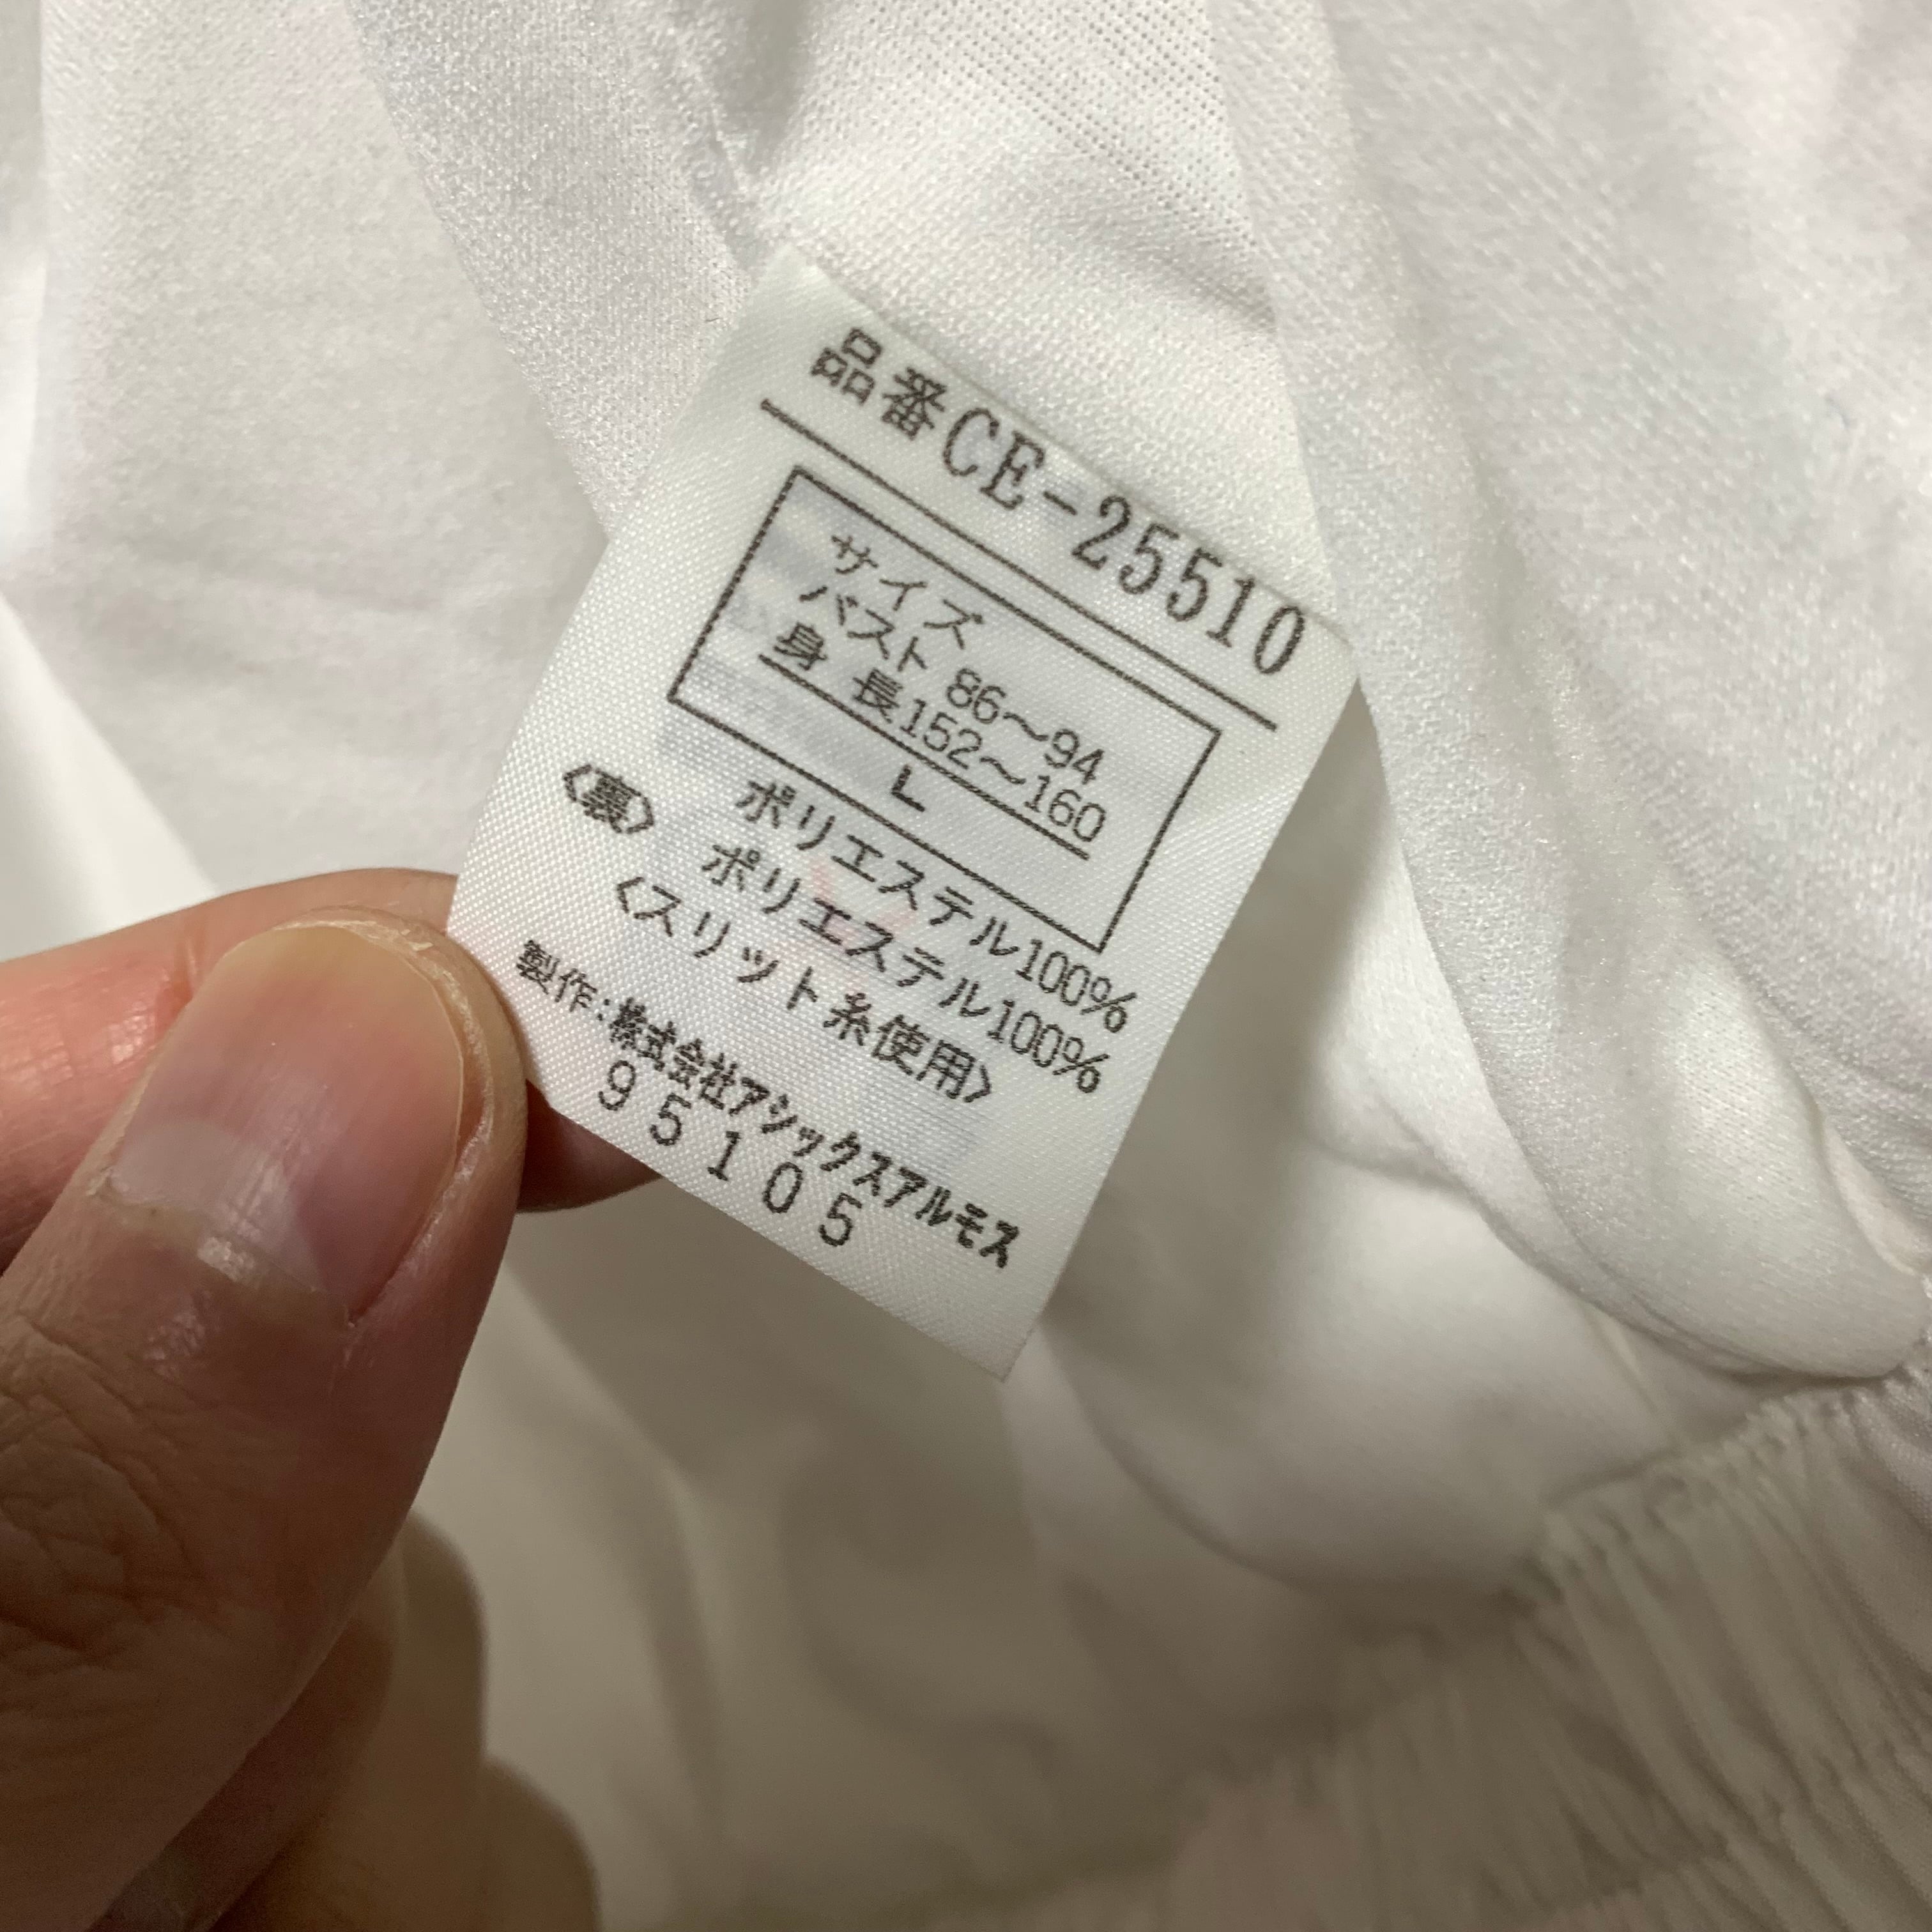 品番CE-25510
サイズ
バスト 86〜94
身 長152〜160
L
ポリエステル100%
〈裏〉 ポリエステル100%
〈スリット糸使用〉
製作:株式会社アシックスアルモス
95105